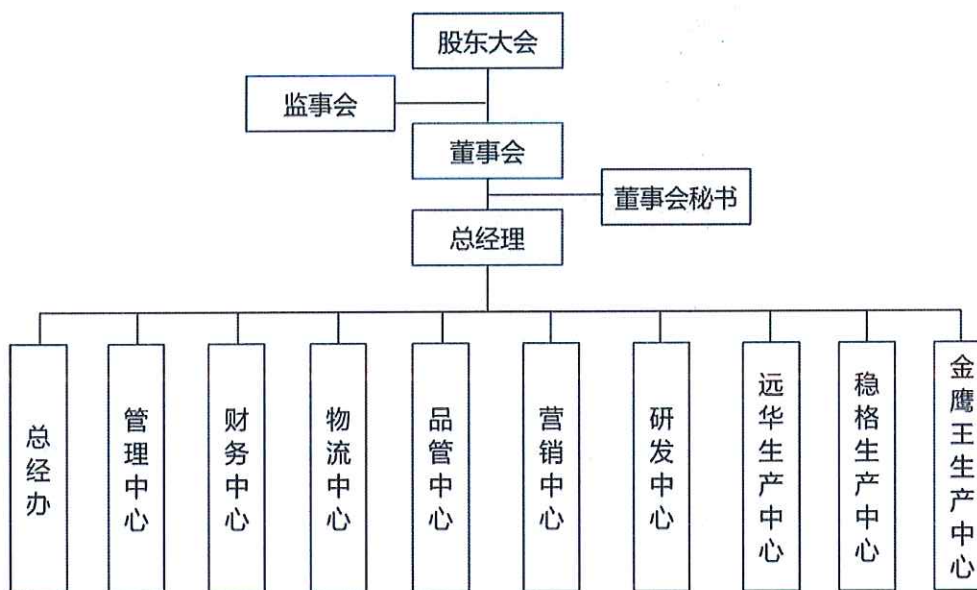 股东大会
监事会
董事会
董事会秘书
总经理
总经办
管理中心
财务中心
物流中心
品管中心
营销中心
研发中心
远华生产中心
稳格生产中心
金鹰王生产中心